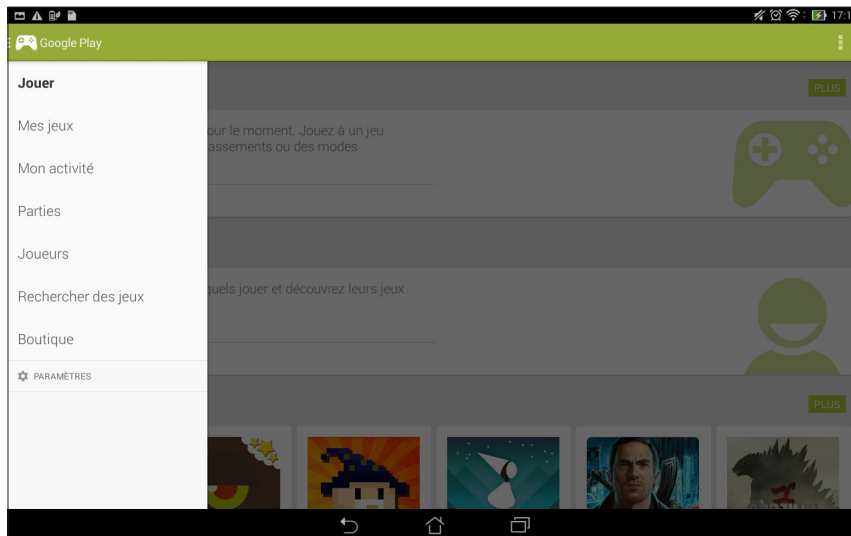 17:1
Google Play
Jouer
Mes jeux
Mon activité
Parties
Joueurs
Rechercher des jeux
Boutique
PARAMÈTRES
PLUS
our le moment. Jouez à un jeu
assements ou des modes
quels jouer et découvrez leurs jeux
PLUS